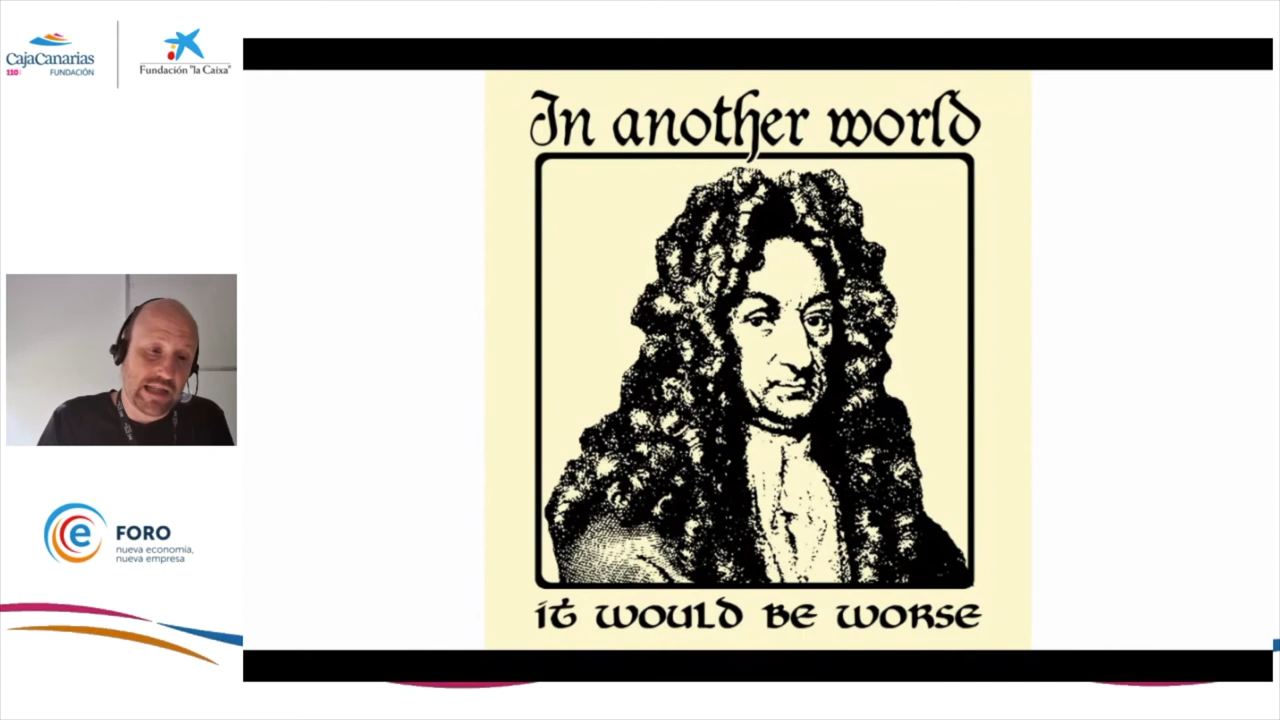 CajaCanarias
110
FUNDACIÓN
Fundación "la Caixa"
In another world
it would be worse
e FORO
nueva economía,
nueva empresa